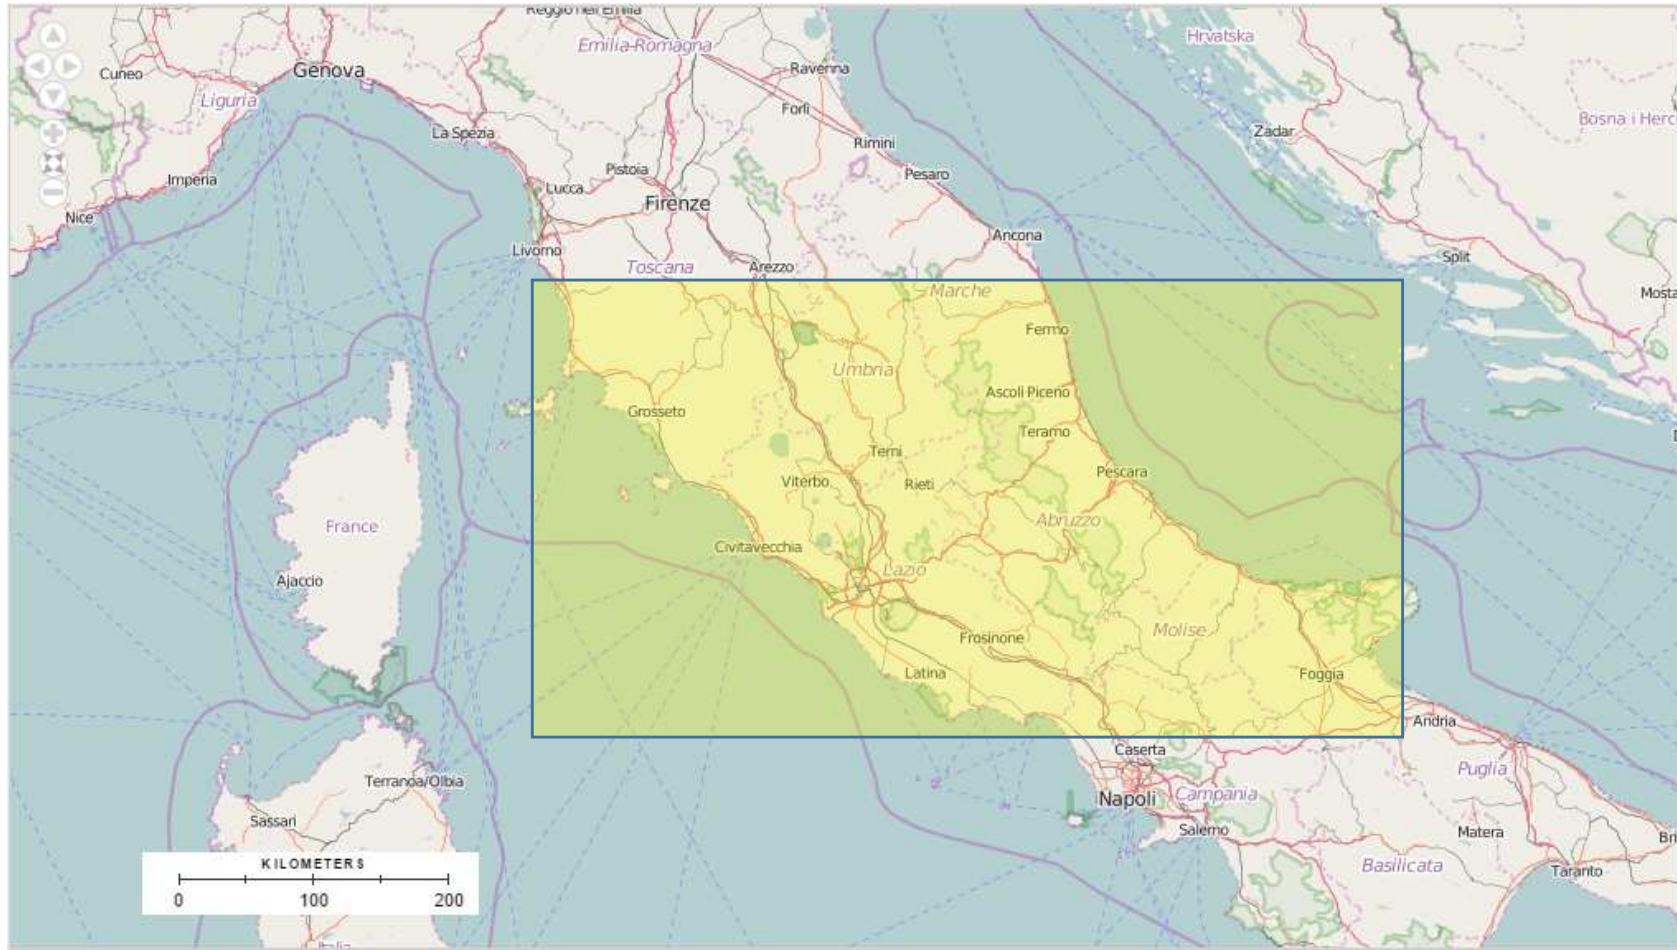 Reggio nell'Emilia
Emilia-Romagna
Hrvatska
Cuneo
Genova
Ravenna
Liguria
Forlì
Bosna i Herc
La Spezia
Zadar
Rimini
Pistoia
Imperia
Lucca
Pesaro
Firenze
Nice
Ancona
Livorno
Split
Toscana
Arezzo
Marche
Mosta
Fermo
Umbria
Ascoli Piceno
Grosseto
Teramo
Terni
Pescara
Viterbo
Rieti
France
Abruzzo
Civitavecchia
Lazio
Ajaccio
Molise
Frosinone
Latina
Foggia
Andria
Caserta
Puglia
Terranoa/Olbia
Campania
Napoli
Sassari
Salerno
Matera
Bri
KILOMETERS
Basilicata
Taranto
0 100 200
Italia